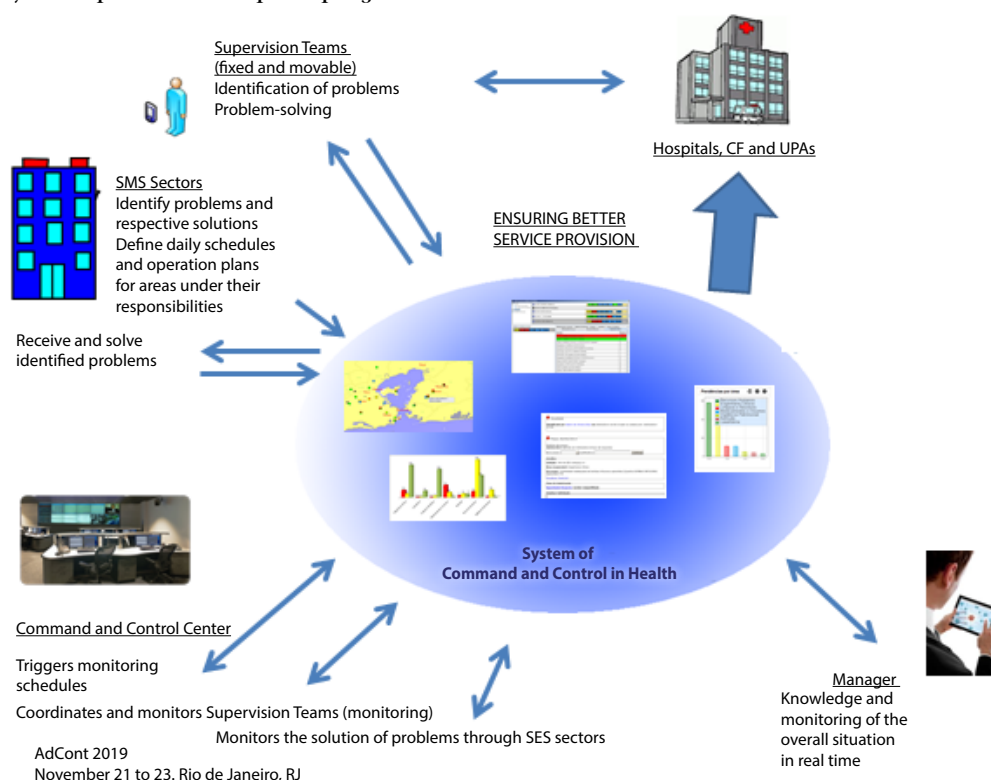 Supervision Teams
(fixed and movable)
Identification of problems
Problem-solving
Hospitals, CF and UPAs
SMS Sectors
Identify problems and
respective solutions
Define daily schedules
and operation plans
for areas under their
responsibilities
ENSURING BETTER
SERVICE PROVISION
Receive and solve
identified problems
System of
Command and Control in Health
Command and Control Center
Triggers monitoring
schedules
Coordinates and monitors Supervision Teams (monitoring)
Monitors the solution of problems through SES sectors
Manager
Knowledge and
monitoring of the
overall situation
in real time
AdCont 2019
November 21 to 23. Rio de Janeiro, RJ